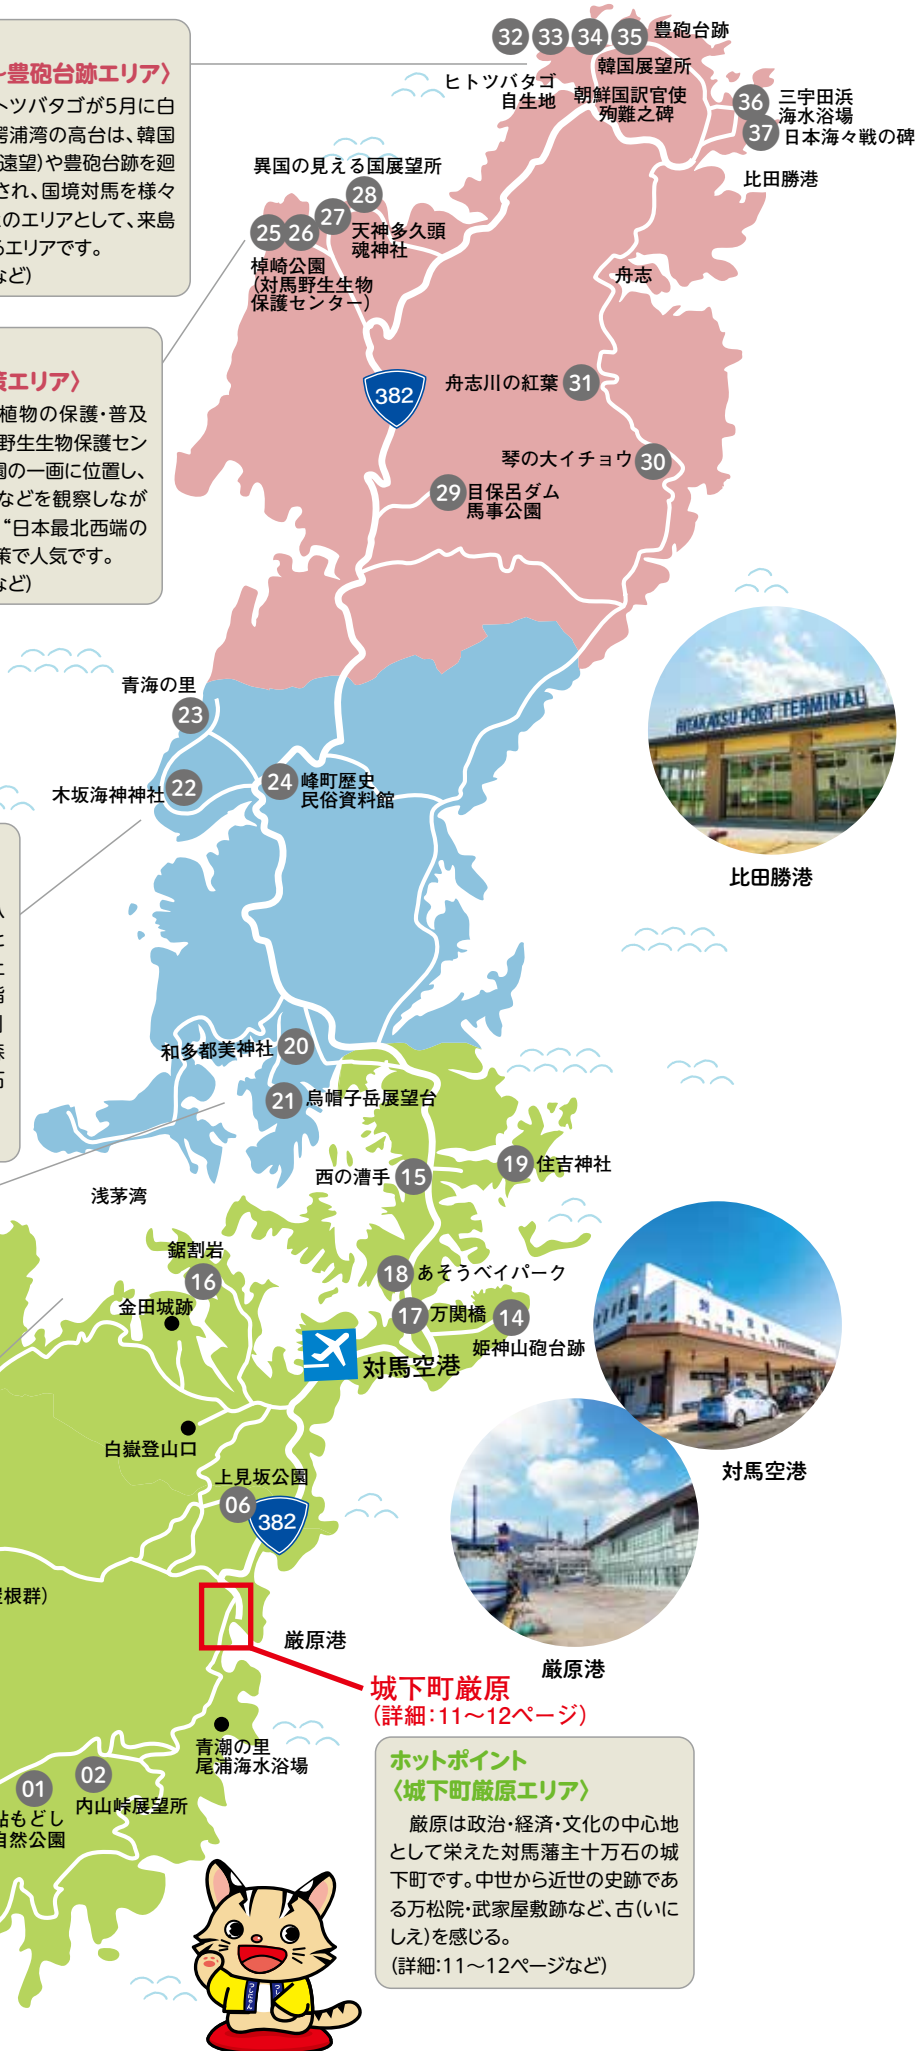 〜豊砲台跡エリア〉
トツバタゴが5月に白
浦湾の高台は、韓国
遠望)や豊砲台跡を廻
され、国境対馬を様々
のエリアとして、来島
るエリアです。
など)
32 33 34 35 豊砲台跡
韓国展望所
ヒトツバタゴ
自生地
朝鮮国訳官使
殉難之碑
36 三宇田浜
海水浴場
37 日本海々戦の碑
比田勝港
異国の見える国展望所
28
27
25 26
天神多久頭
魂神社
棹崎公園
(対馬野生生物
保護センター)
舟志
策エリア〉
植物の保護・普及
野生生物保護セン
園の一画に位置し、
などを観察しなが
“日本最北西端の
策で人気です。
など)
382
舟志川の紅葉 31
琴の大イチョウ 30
29 目保呂ダム
馬事公園
青海の里
23
木坂海神神社 22
24 峰町歴史
民俗資料館
HITAKATSU PORT TERMINAL
比田勝港
和多都美神社 20
21 烏帽子岳展望台
西の漕手 15
19 住吉神社
浅茅湾
鋸割岩
16
金田城跡
18 あそうベイパーク
17 万関橋
14
姫神山砲台跡
対馬空港
対馬
対馬空港
白嶽登山口
上見坂公園
06
382
屋根群)
厳原港
厳原港
城下町厳原
(詳細:11〜12ページ)
青潮の里
尾浦海水浴場
01
鮎もどし
自然公園
02
内山峠展望所
ホットポイント
〈城下町厳原エリア〉
厳原は政治・経済・文化の中心地
として栄えた対馬藩主十万石の城
下町です。中世から近世の史跡であ
る万松院・武家屋敷跡など、古(いに
しえ)を感じる。
(詳細:11〜12ページなど)